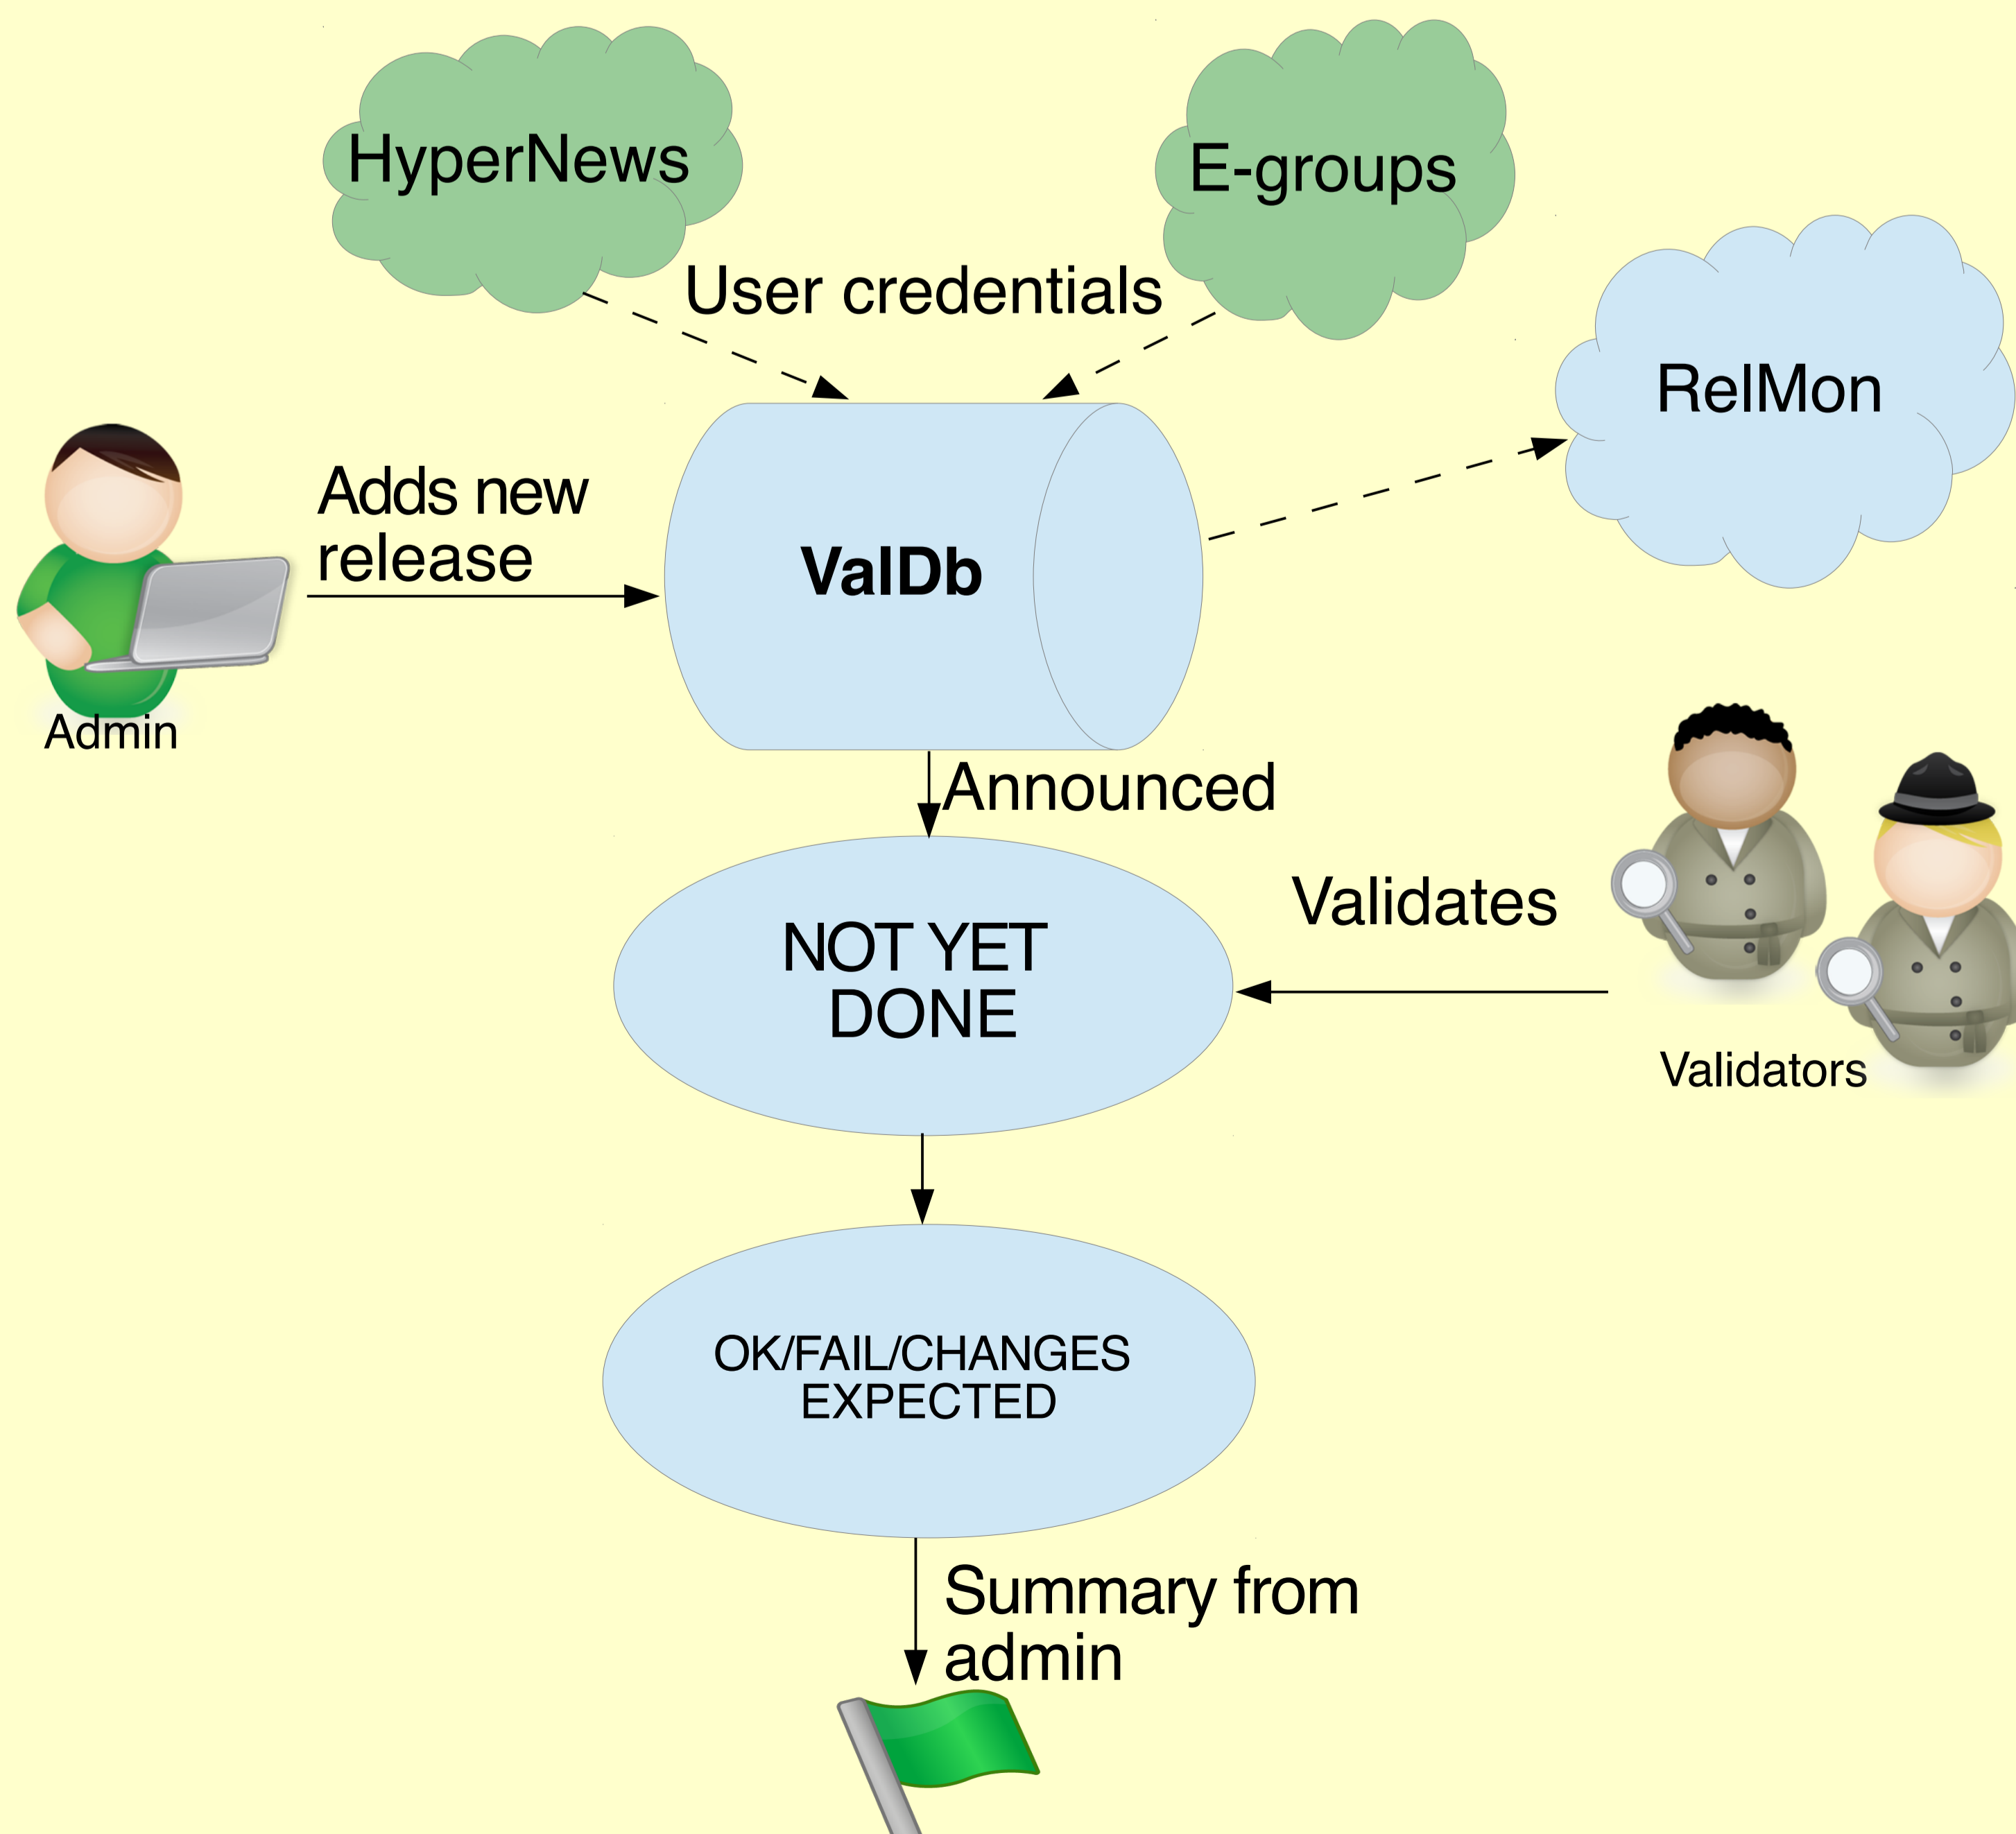 HyperNews
E-groups
User credentials
RelMon
Adds new
release
ValDb
Admin
Announced
NOT YET
DONE
Validates
Validators
OK/FAIL/CHANGES
EXPECTED
Summary from
admin